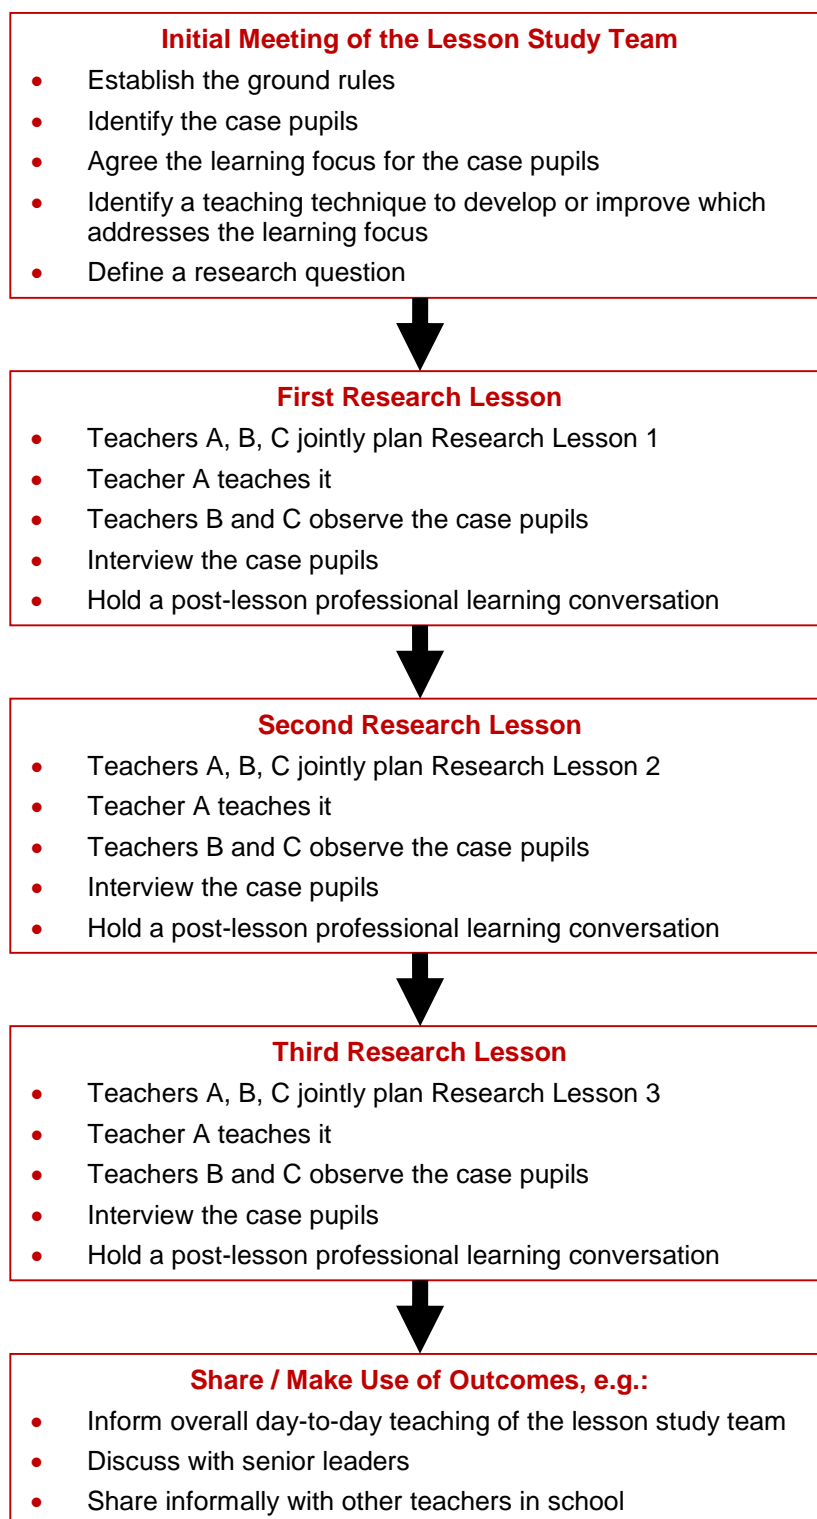 Initial Meeting of the Lesson Study Team
• Establish the ground rules
• Identify the case pupils
• Agree the learning focus for the case pupils
• Identify a teaching technique to develop or improve which
addresses the learning focus
• Define a research question
First Research Lesson
• Teachers A, B, C jointly plan Research Lesson 1
• Teacher A teaches it
• Teachers B and C observe the case pupils
• Interview the case pupils
• Hold a post-lesson professional learning conversation
Second Research Lesson
• Teachers A, B, C jointly plan Research Lesson 2
• Teacher A teaches it
• Teachers B and C observe the case pupils
• Interview the case pupils
• Hold a post-lesson professional learning conversation
Third Research Lesson
• Teachers A, B, C jointly plan Research Lesson 3
• Teacher A teaches it
• Teachers B and C observe the case pupils
• Interview the case pupils
• Hold a post-lesson professional learning conversation
Share / Make Use of Outcomes, e.g.:
• Inform overall day-to-day teaching of the lesson study team
• Discuss with senior leaders
• Share informally with other teachers in school